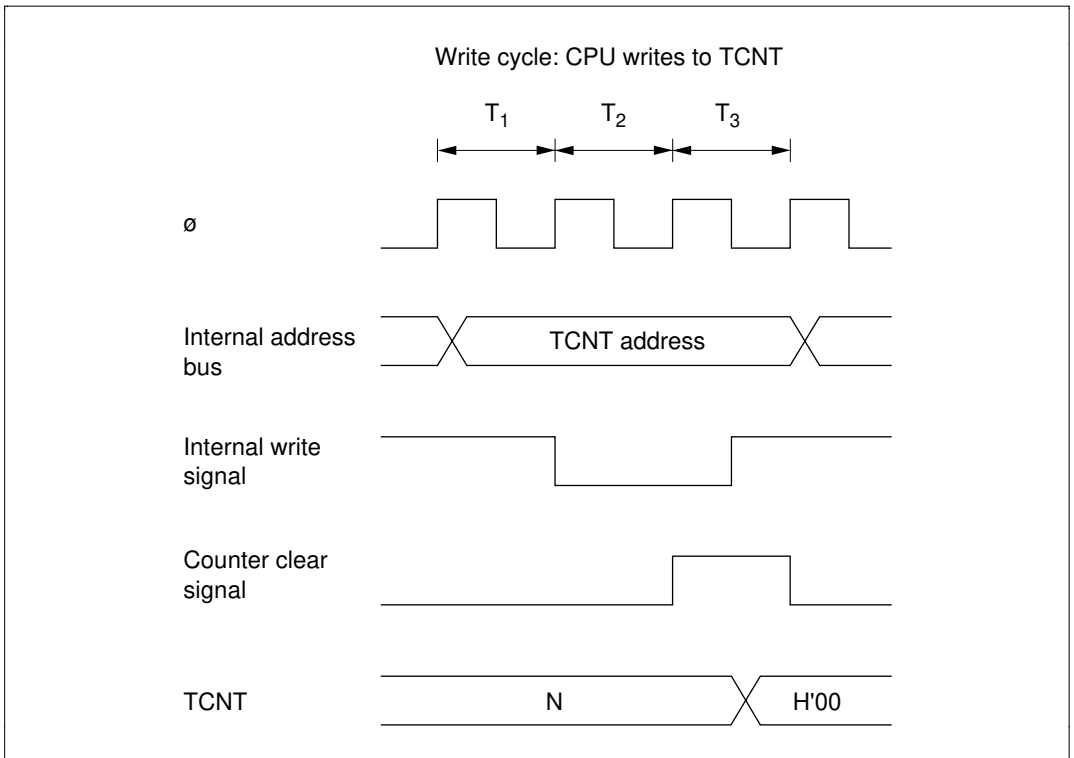 Write cycle: CPU writes to TCNT
T1 T2 T3
ø
Internal address
bus
TCNT address
Internal write
signal
Counter clear
signal
TCNT
N
H'00